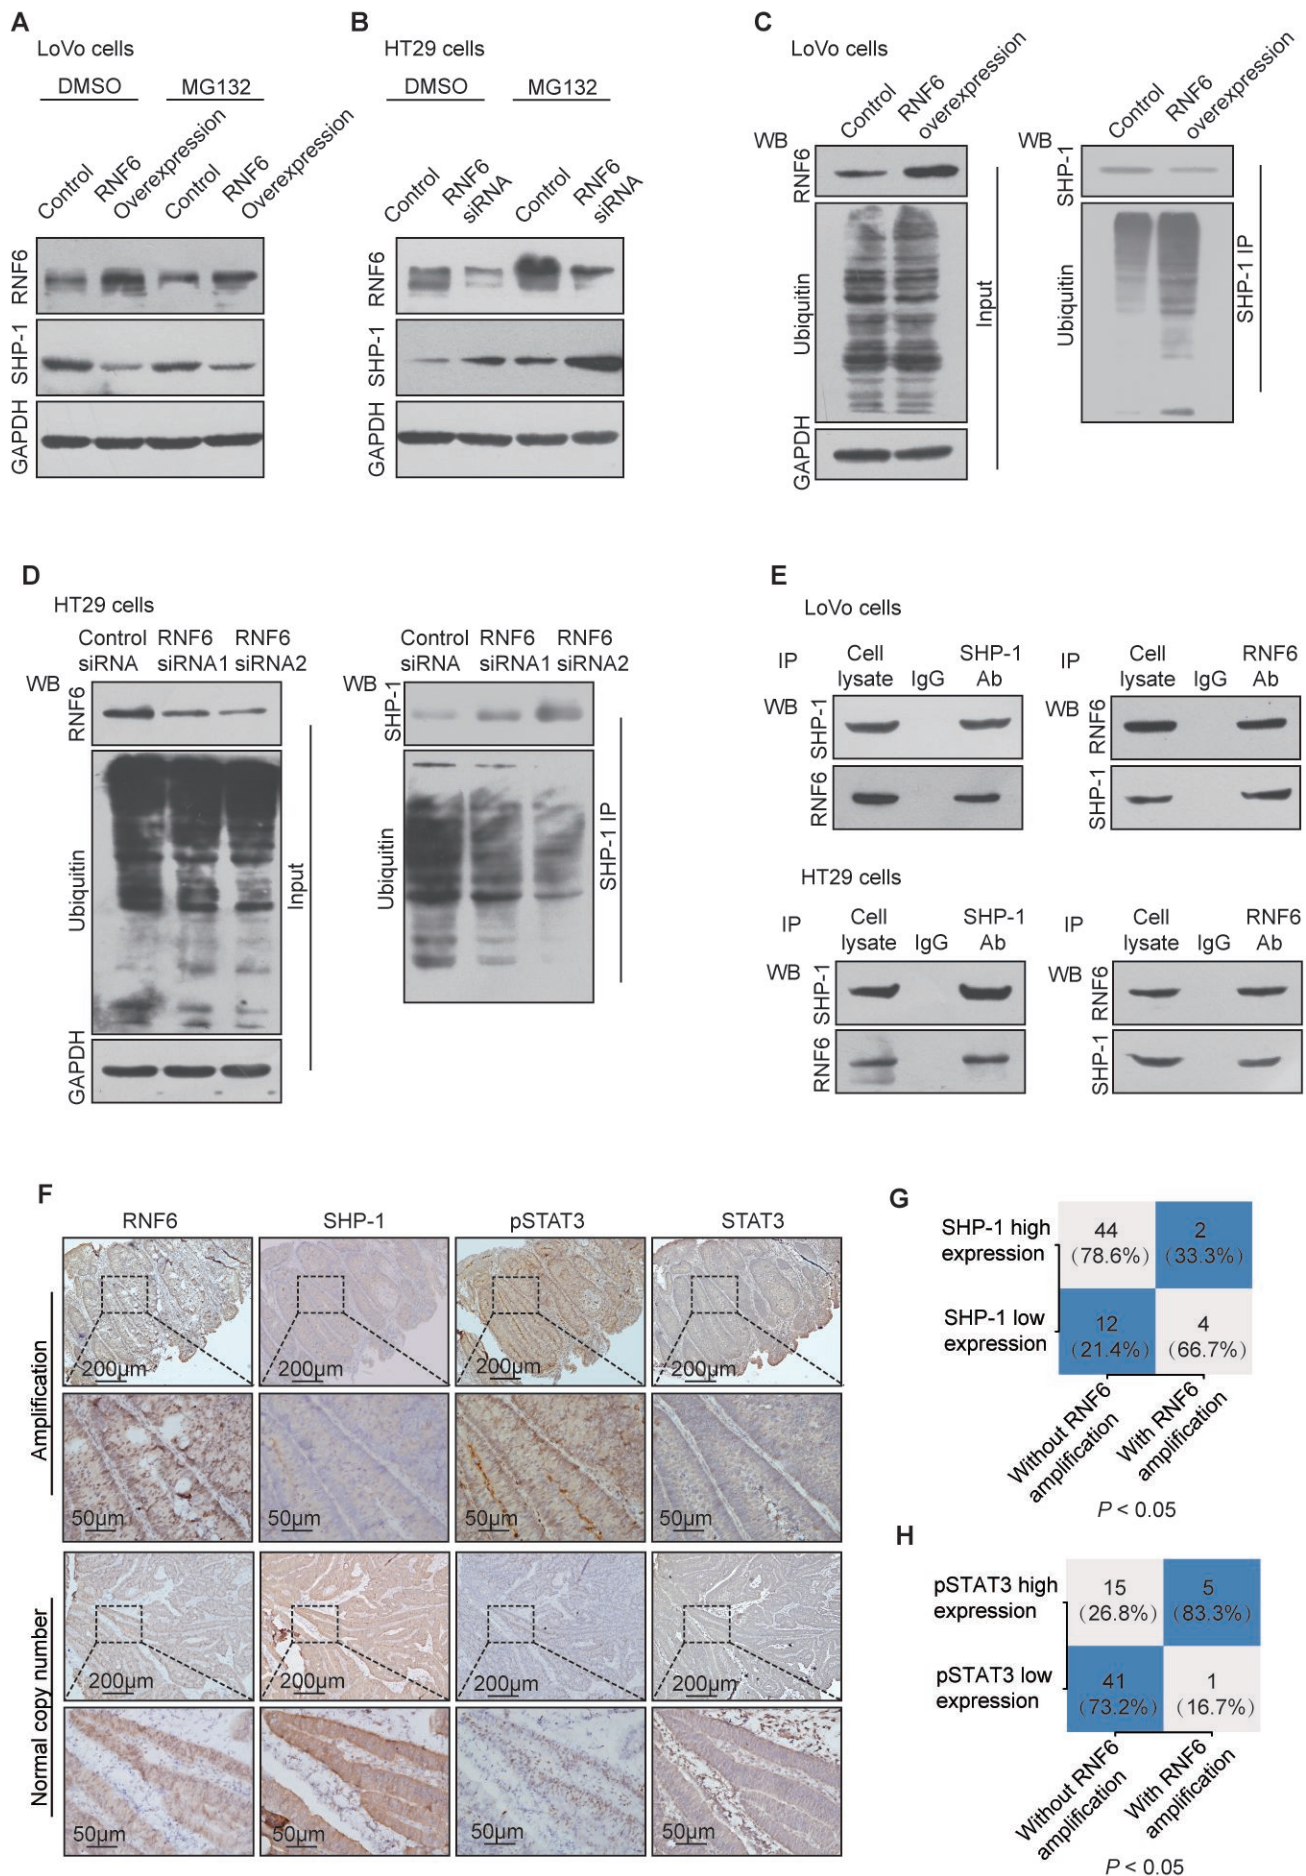 A
LoVo cells
DMSO
MG132
Control
RNF6
Overexpression
Control
RNF6
Overexpression
RNF6
SHP-1
GAPDH
B
HT29 cells
DMSO
MG132
Control
RNF6
siRNA
Control
RNF6
siRNA
RNF6
SHP-1
GAPDH
C
LoVo cells
Control
RNF6
overexpression
WB
RNF6
Ubiquitin
GAPDH
Input
Control
RNF6
overexpression
WB
SHP-1
Ubiquitin
SHP-1 IP
D
HT29 cells
Control
siRNA
RNF6
siRNA1
RNF6
siRNA2
WB
RNF6
Ubiquitin
GAPDH
Input
Control
siRNA
RNF6
siRNA1
RNF6
siRNA2
WB
SHP-1
Ubiquitin
SHP-1 IP
E
LoVo cells
IP
Cell
lysate
IgG
SHP-1
Ab
WB
SHP-1
RNF6
IP
Cell
lysate
IgG
RNF6
Ab
WB
RNF6
SHP-1
HT29 cells
IP
Cell
lysate
IgG
SHP-1
Ab
WB
SHP-1
RNF6
IP
Cell
lysate
IgG
RNF6
Ab
WB
RNF6
SHP-1
F
RNF6
SHP-1
pSTAT3
STAT3
Amplification
200μm
200μm
200μm
200μm
50μm
50μm
50μm
50μm
Normal copy number
200μm
200μm
200μm
200μm
50μm
50μm
50μm
50μm
G
SHP-1 high
expression
44
(78.6%)
2
(33.3%)
SHP-1 low
expression
12
(21.4%)
4
(66.7%)
Without RNF6
amplification
With RNF6
amplification
P < 0.05
H
pSTAT3 high
expression
15
(26.8%)
5
(83.3%)
pSTAT3 low
expression
41
(73.2%)
1
(16.7%)
Without RNF6
amplification
With RNF6
amplification
P < 0.05